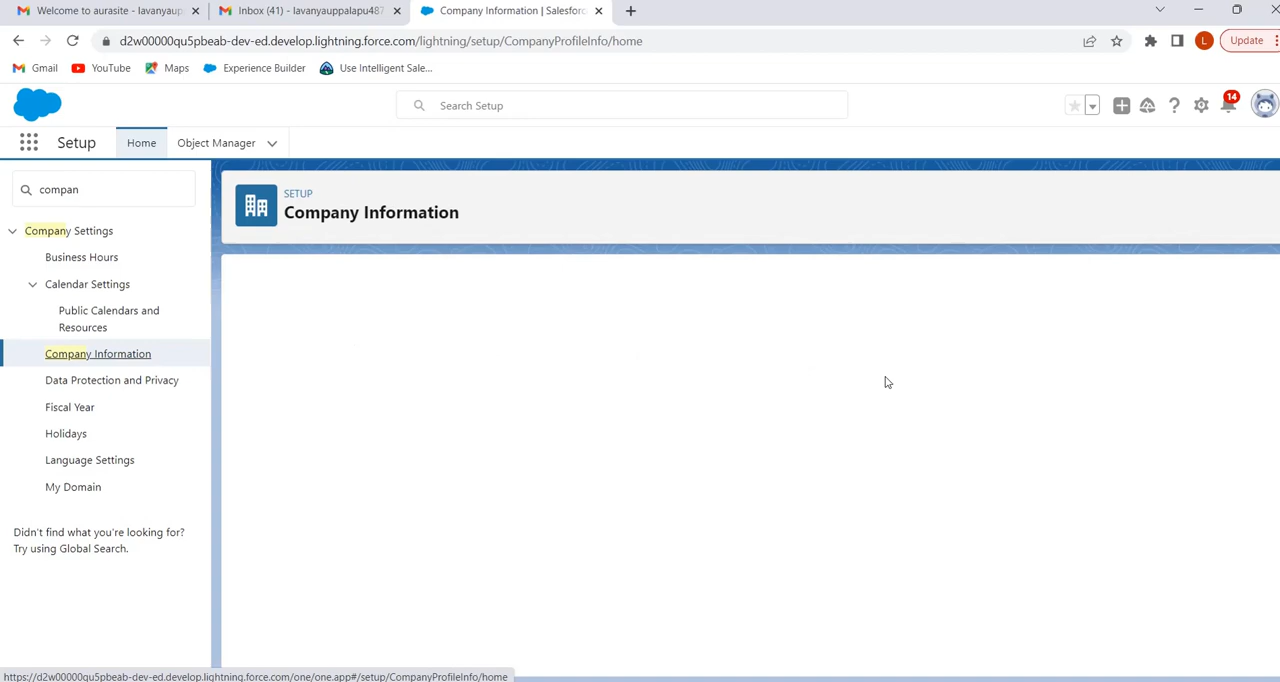 Welcome to aurasite - lavanyaupp
Inbox (41) - lavanyauppalapu487
Company Information | Salesforc
d2w00000qu5pbeab-dev-ed.develop.lightning.force.com/lightning/setup/CompanyProfileInfo/home
L
Update
Gmail
YouTube
Maps
Experience Builder
Use Intelligent Sale...
Search Setup
14
Setup
Home
Object Manager
compan
SETUP
Company Information
Company Settings
Business Hours
Calendar Settings
Public Calendars and
Resources
Company Information
Data Protection and Privacy
Fiscal Year
Holidays
Language Settings
My Domain
Didn't find what you're looking for?
Try using Global Search.
https://d2w00000qu5pbeab-dev-ed.develop.lightning.force.com/one/one.app#/setup/CompanyProfileInfo/home